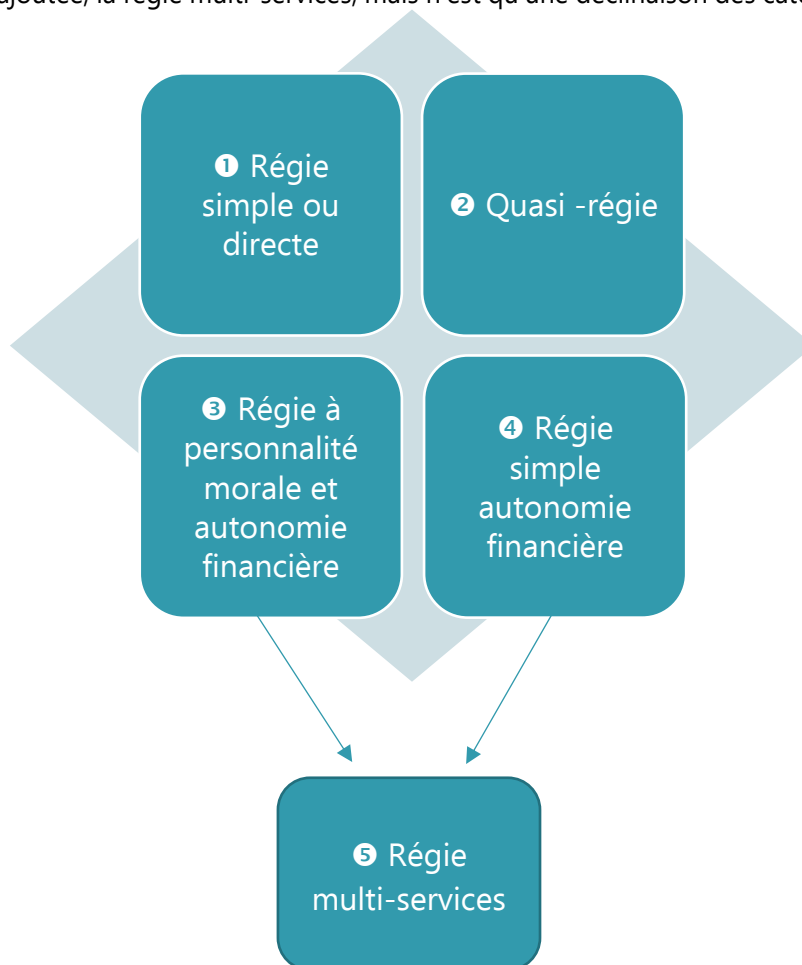 ajoutée, la régie multi-services, mais n'est qu'une déclinaison des
❶ Régie
simple ou
directe
❷ Quasi -régie
❸ Régie à
personnalité
morale et
autonomie
financière
❹ Régie
simple
autonomie
financière
❺ Régie
multi-services